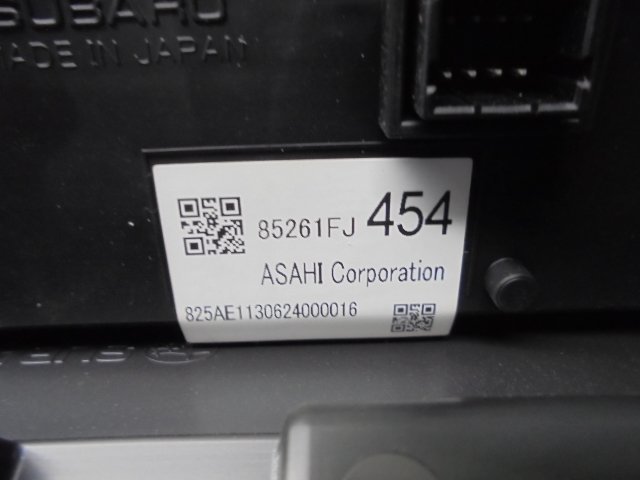 SUBARU
MADE IN JAPAN
85261FJ 454
ASAHI Corporation
825AE1130624000016